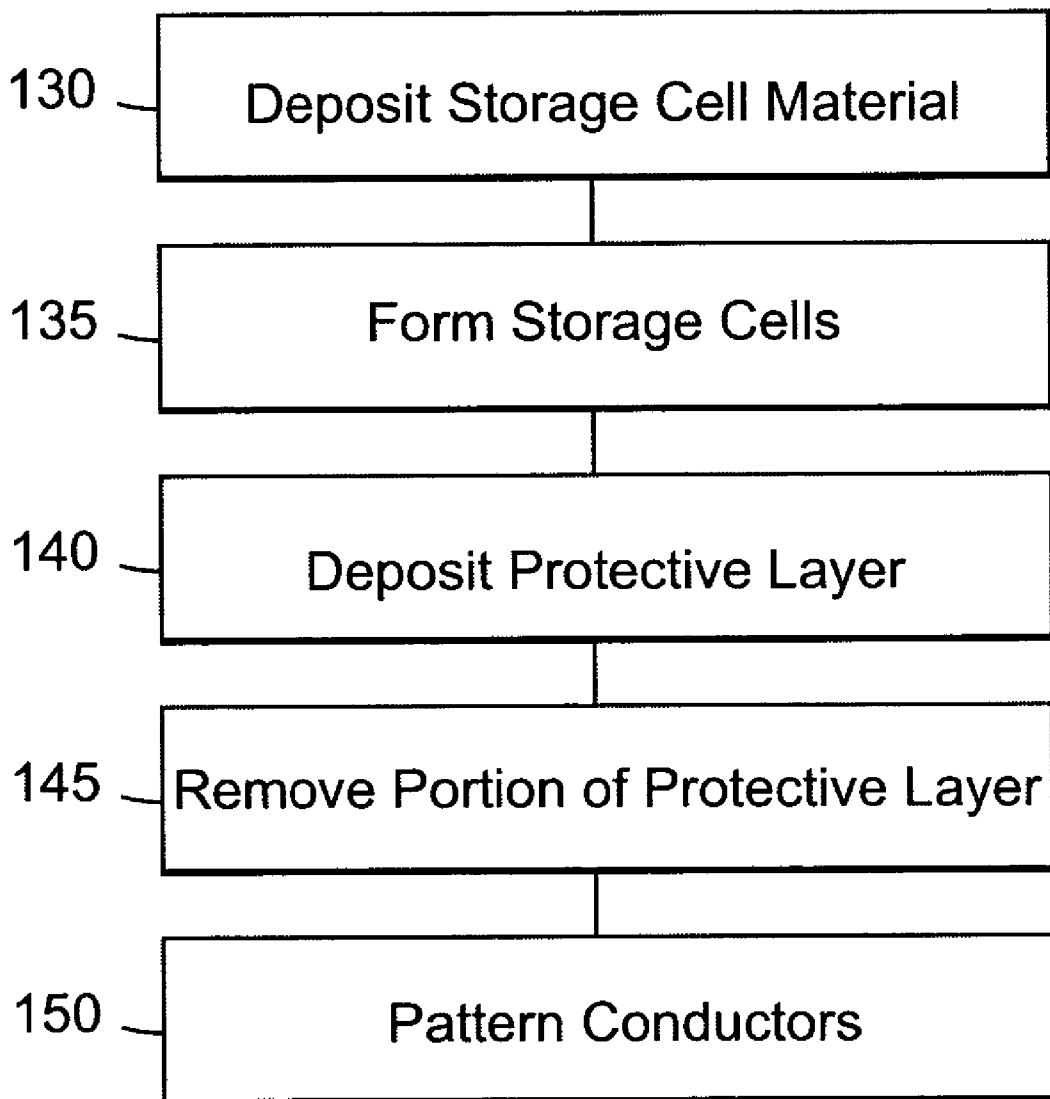 130 Deposit Storage Cell Material
135 Form Storage Cells
140 Deposit Protective Layer
145 Remove Portion of Protective Layer
150 Pattern Conductors